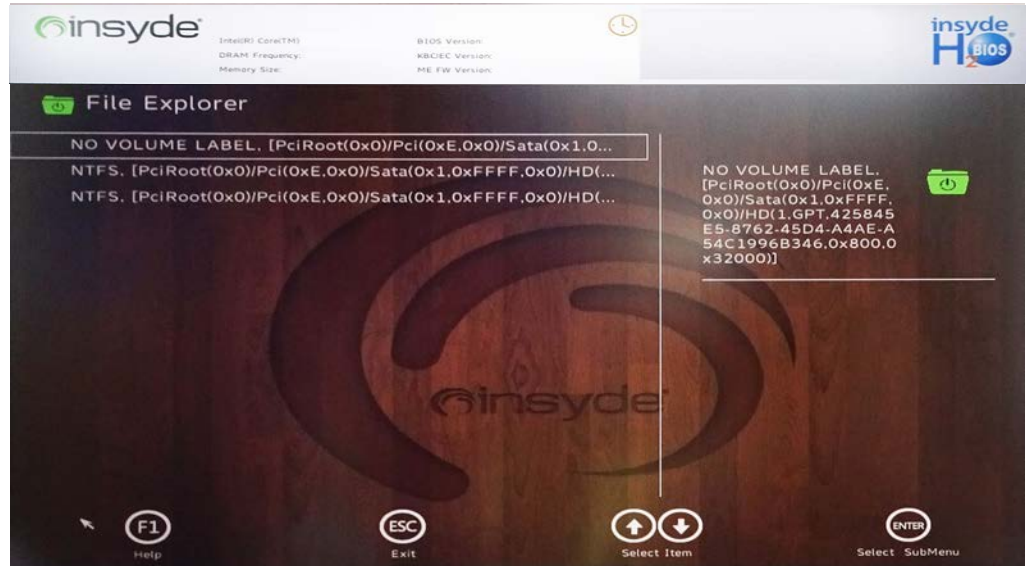 insyde
Intel(R) Core(TM)
DRAM Frequency:
Memory Size:
BIOS Version:
KBC/EC Version:
ME FW Version:
insyde
H2O BIOS
File Explorer
NO VOLUME LABEL, [PciRoot(0x0)/Pci(0xE,0x0)/Sata(0x1,0...
NTFS, [PciRoot(0x0)/Pci(0xE,0x0)/Sata(0x1,0xFFFF,0x0)/HD(...
NTFS, [PciRoot(0x0)/Pci(0xE,0x0)/Sata(0x1,0xFFFF,0x0)/HD(...
NO VOLUME LABEL,
[PciRoot(0x0)/Pci(0xE,
0x0)/Sata(0x1,0xFFFF,
0x0)/HD(1,GPT,425845
E5-8762-45D4-A4AE-A
54C1996B346,0x800,0
x32000)]
insyde
F1
Help
ESC
Exit
Select Item
ENTER
Select SubMenu